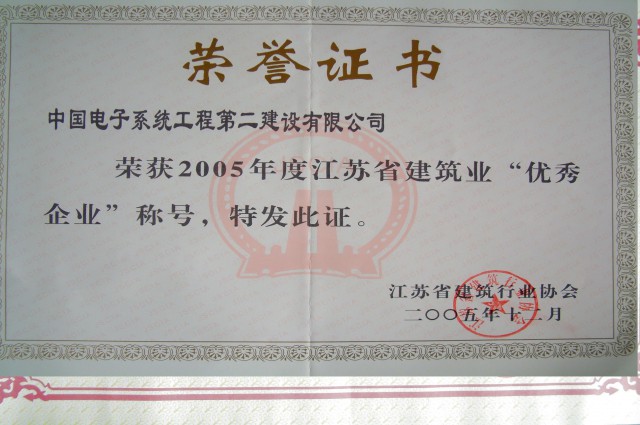 荣誉证书
中国电子系统工程第二建设有限公司
荣获2005年度江苏省建筑业“优秀
企业”称号，特发此证。
江苏省建筑行业协会
二〇〇五年十二月